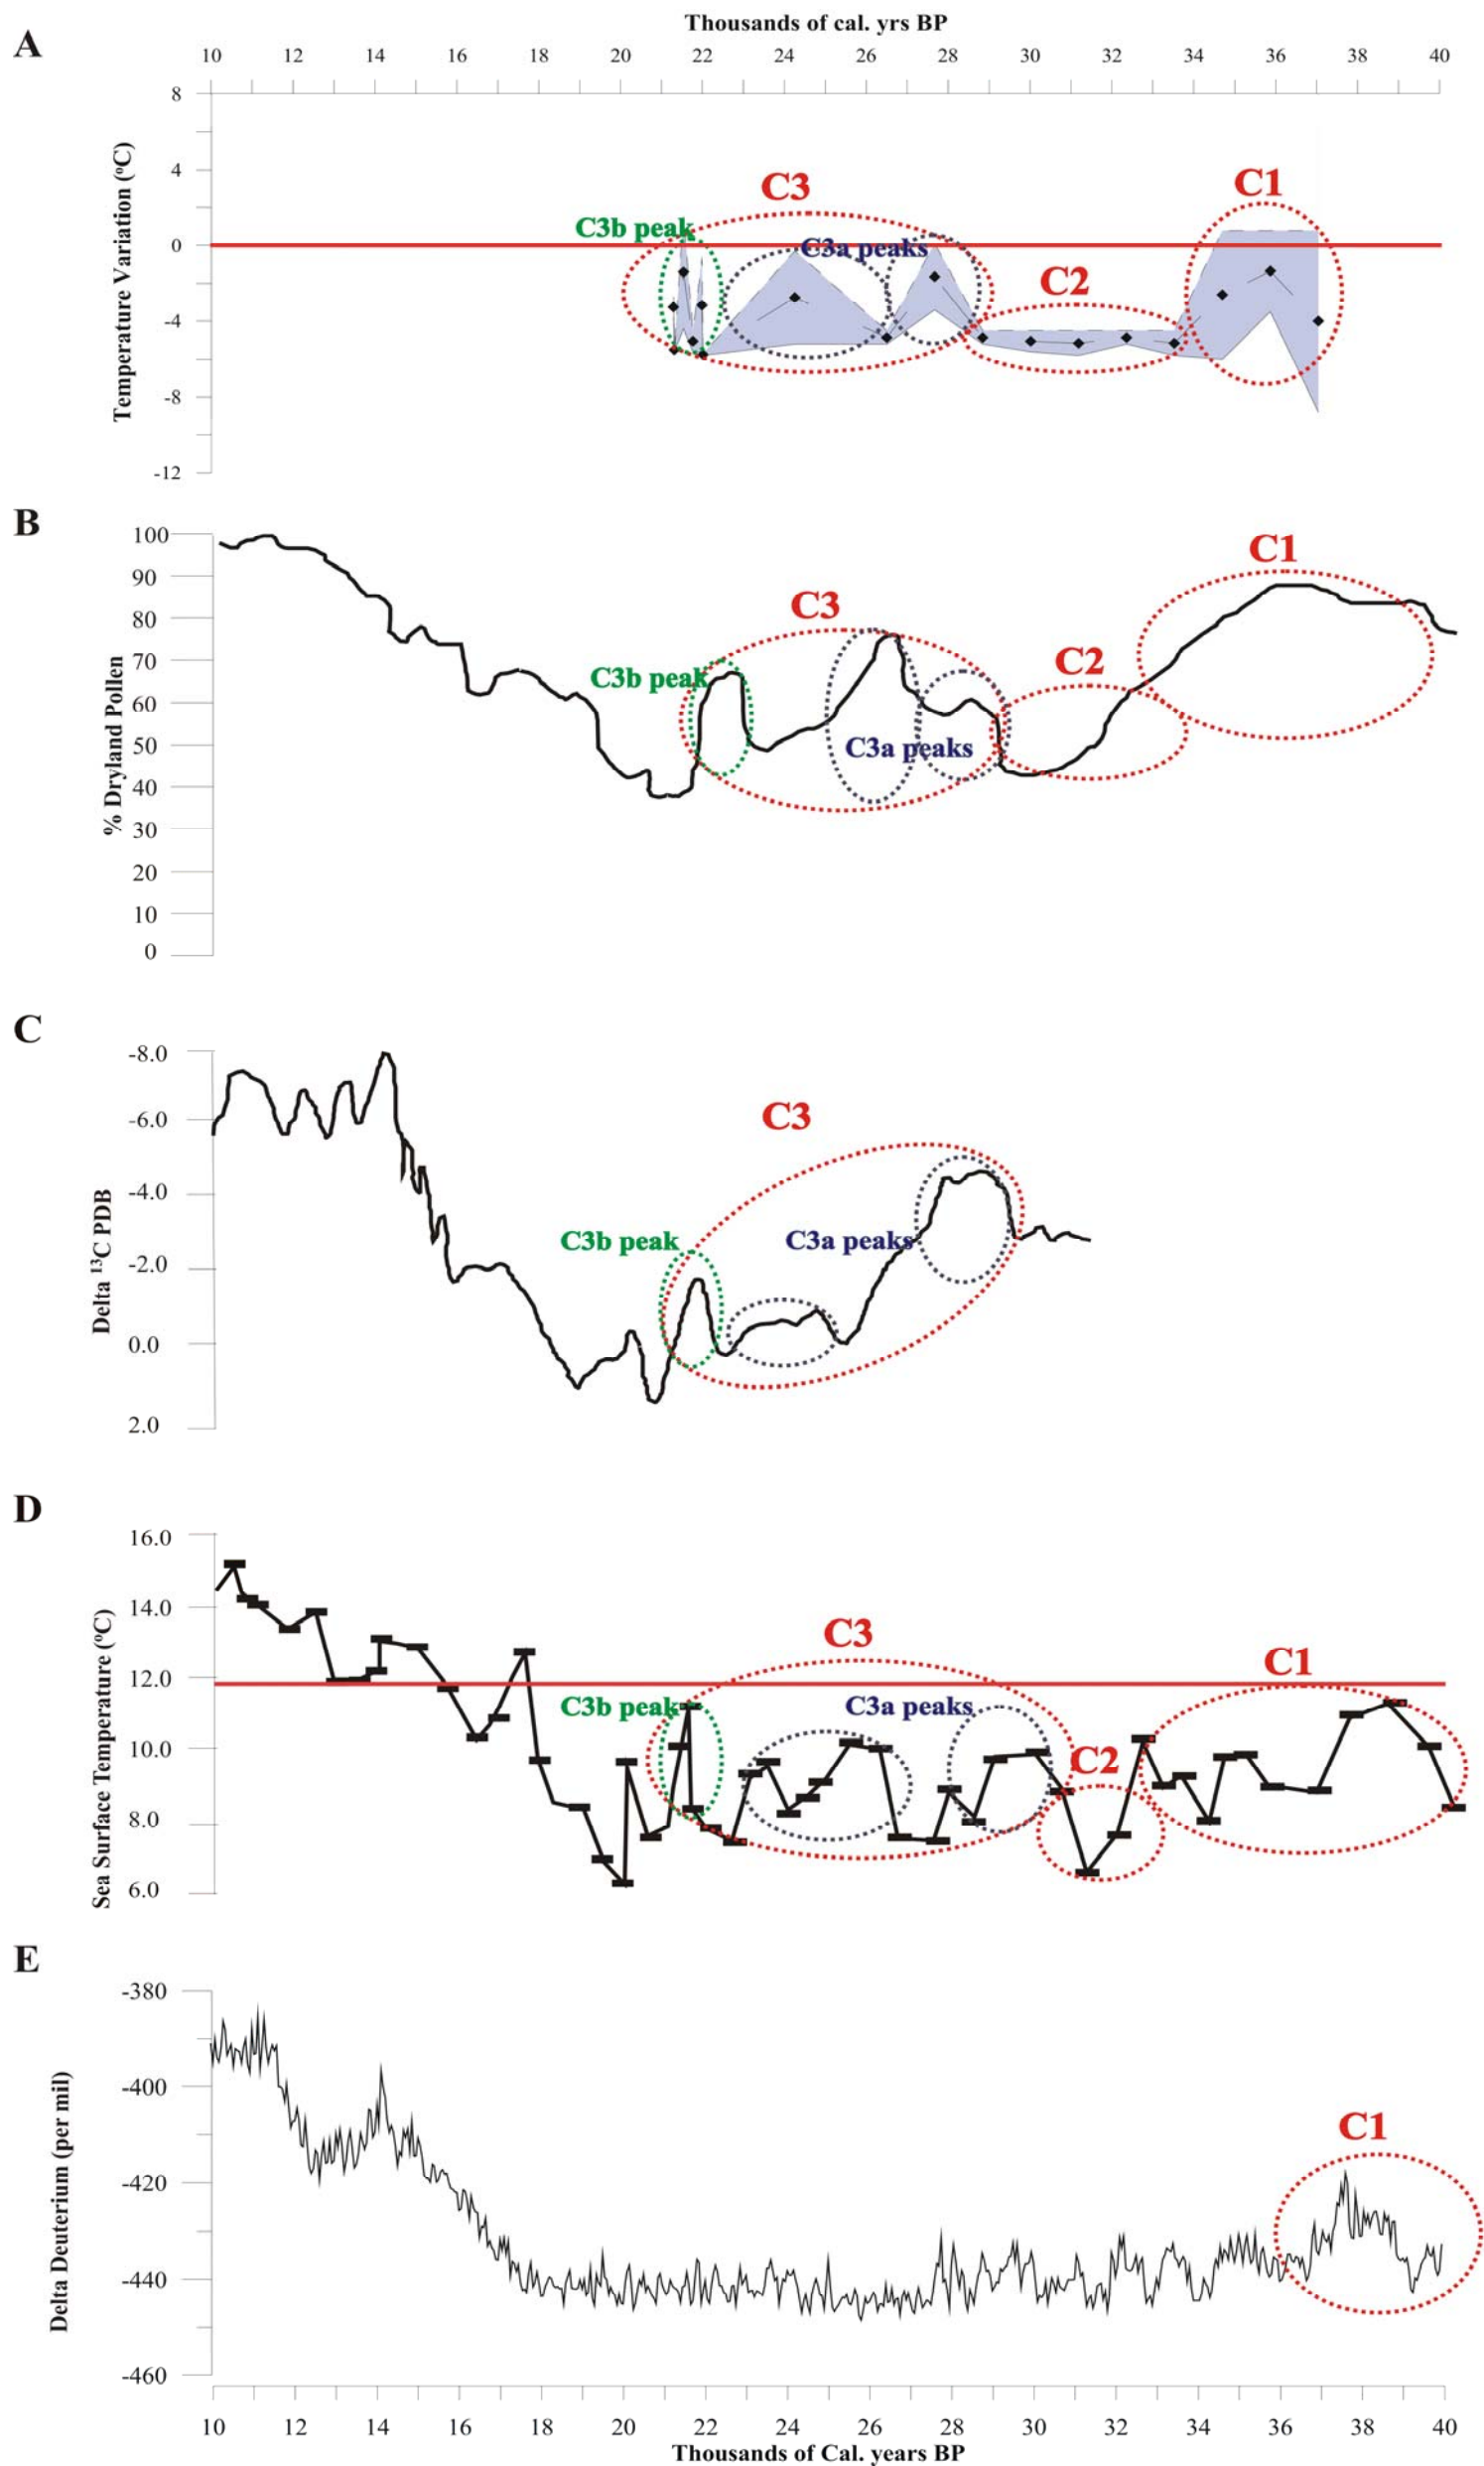 Thousands of cal. yrs BP
A
10 12 14 16 18 20 22 24 26 28 30 32 34 36 38 40
8
4
0
-4
-8
-12
Temperature Variation (ºC)
C3
C1
C3b peak
C3a peaks
C2
B
100
90
80
70
60
50
40
30
20
10
0
% Dryland Pollen
C1
C3
C2
C3b peak
C3a peaks
C
-8.0
-6.0
-4.0
-2.0
0.0
2.0
Delta ¹³C PDB
C3
C3b peak
C3a peaks
D
16.0
14.0
12.0
10.0
8.0
6.0
Sea Surface Temperature (ºC)
C3
C1
C3b peak
C3a peaks
C2
E
-380
-400
-420
-440
-460
Delta Deuterium (per mil)
C1
10 12 14 16 18 20 22 24 26 28 30 32 34 36 38 40
Thousands of Cal. years BP